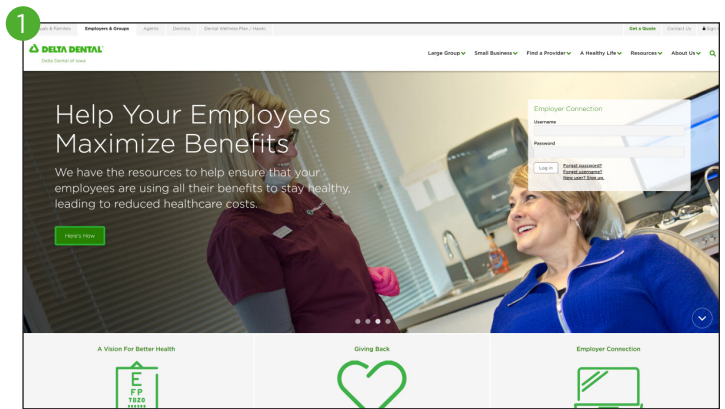 1
Employers & Groups
Agents
Dentists
Dental Wellness Plan / Hawki
Get a Quote
Contact Us
Sign
DELTA DENTAL
Delta Dental of Iowa
Large Group
Small Business
Find a Provider
A Healthy Life
Resources
About Us
Help Your Employees
Maximize Benefits
We have the resources to help ensure that your
employees are using all their benefits to stay healthy,
leading to reduced healthcare costs.
Here's How
Employer Connection
Username
Password
Log in
Forgot password?
Forgot username?
New user? Sign up.
A Vision For Better Health
Giving Back
Employer Connection
E
F P
TOZO